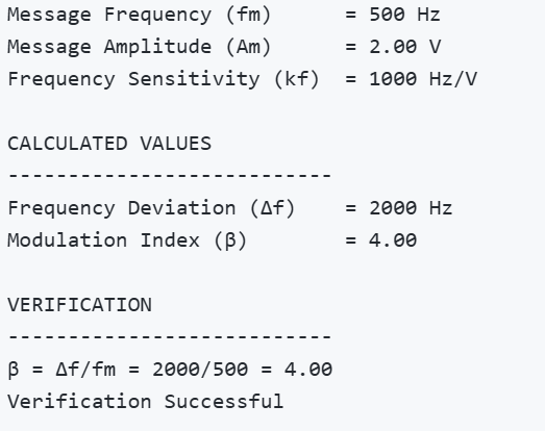 Message Frequency (fm)      = 500 Hz
Message Amplitude (Am)      = 2.00 V
Frequency Sensitivity (kf)  = 1000 Hz/V
CALCULATED VALUES
---------------------------
Frequency Deviation (Δf)    = 2000 Hz
Modulation Index (β)        = 4.00
VERIFICATION
---------------------------
β = Δf/fm = 2000/500 = 4.00
Verification Successful